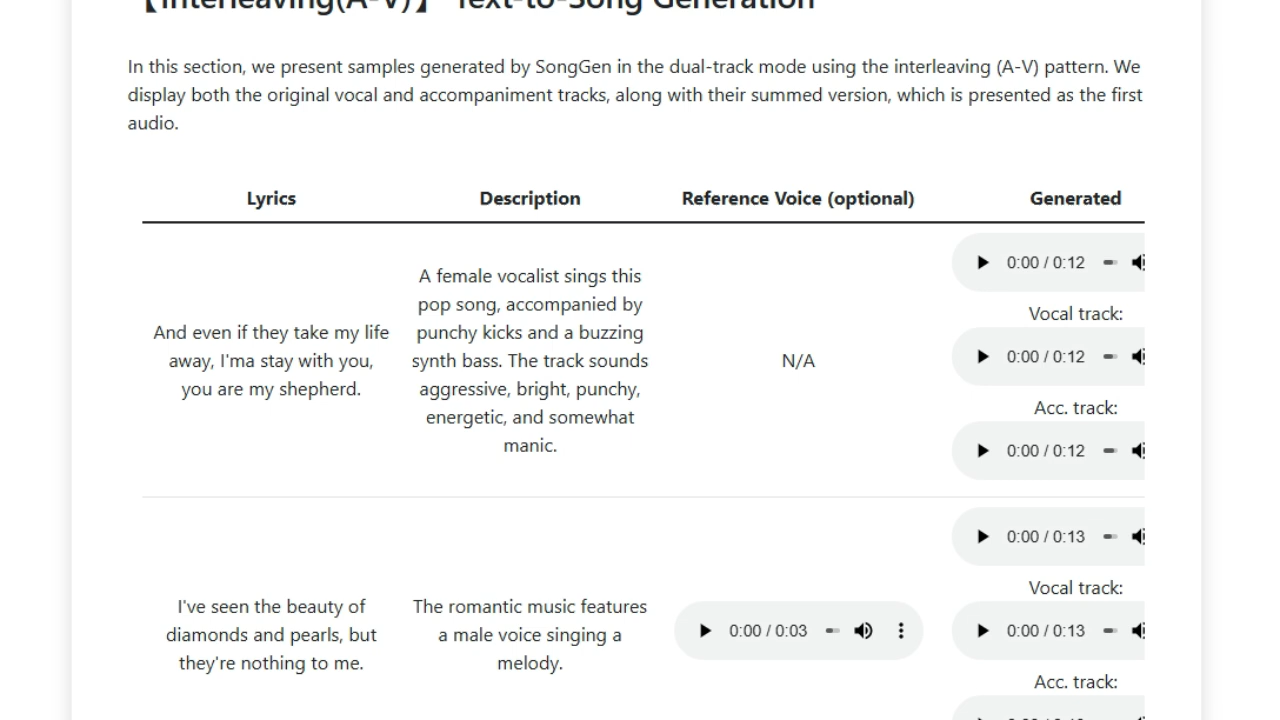 【Interleaving(A-V)】 Text-to-Song Generation
In this section, we present samples generated by SongGen in the dual-track mode using the interleaving (A-V) pattern. We
display both the original vocal and accompaniment tracks, along with their summed version, which is presented as the first
audio.
Lyrics Description Reference Voice (optional) Generated
And even if they take my life
away, I'ma stay with you,
you are my shepherd.
A female vocalist sings this
pop song, accompanied by
punchy kicks and a buzzing
synth bass. The track sounds
aggressive, bright, punchy,
energetic, and somewhat
manic.
N/A
0:00 / 0:12
Vocal track:
0:00 / 0:12
Acc. track:
0:00 / 0:12
I've seen the beauty of
diamonds and pearls, but
they're nothing to me.
The romantic music features
a male voice singing a
melody.
0:00 / 0:03
0:00 / 0:13
Vocal track:
0:00 / 0:13
Acc. track: